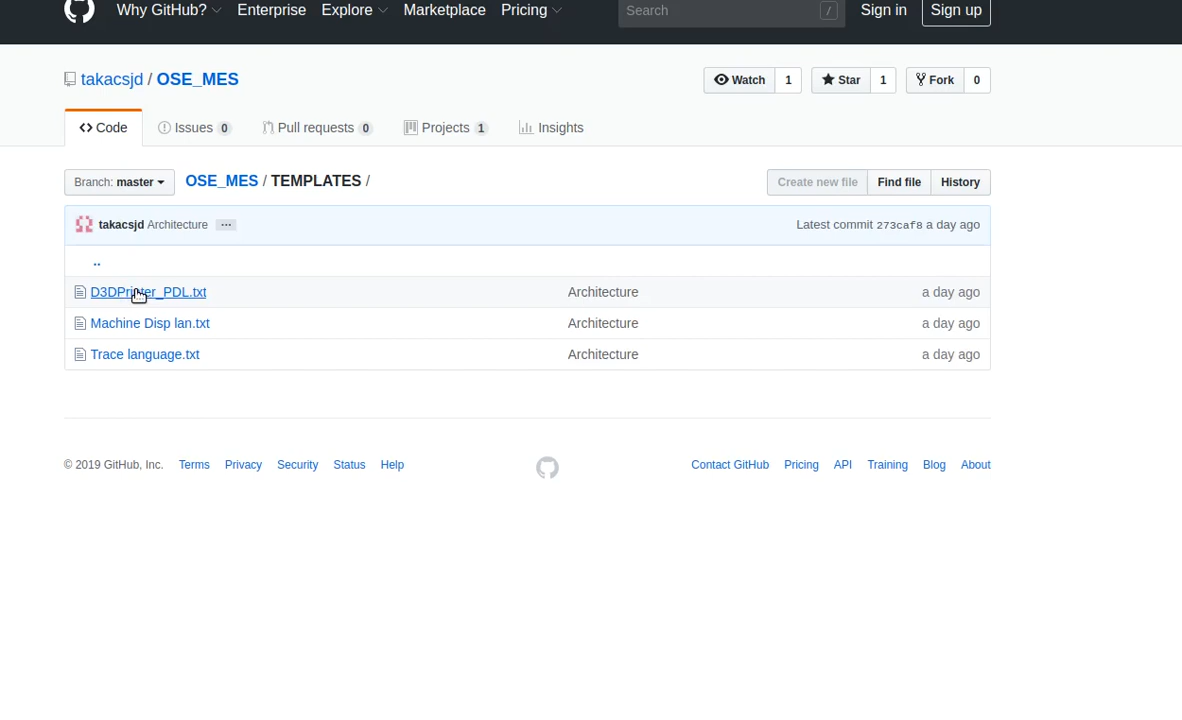 Why GitHub? Enterprise Explore Marketplace Pricing Search / Sign in Sign up
takacsjd / OSE_MES Watch 1 Star 1 Fork 0
Code Issues 0 Pull requests 0 Projects 1 Insights
Branch: master OSE_MES / TEMPLATES / Create new file Find file History
takacsjd Architecture ... Latest commit 273caf8 a day ago
..
D3DPrinter_PDL.txt Architecture a day ago
Machine Disp lan.txt Architecture a day ago
Trace language.txt Architecture a day ago
© 2019 GitHub, Inc. Terms Privacy Security Status Help Contact GitHub Pricing API Training Blog About